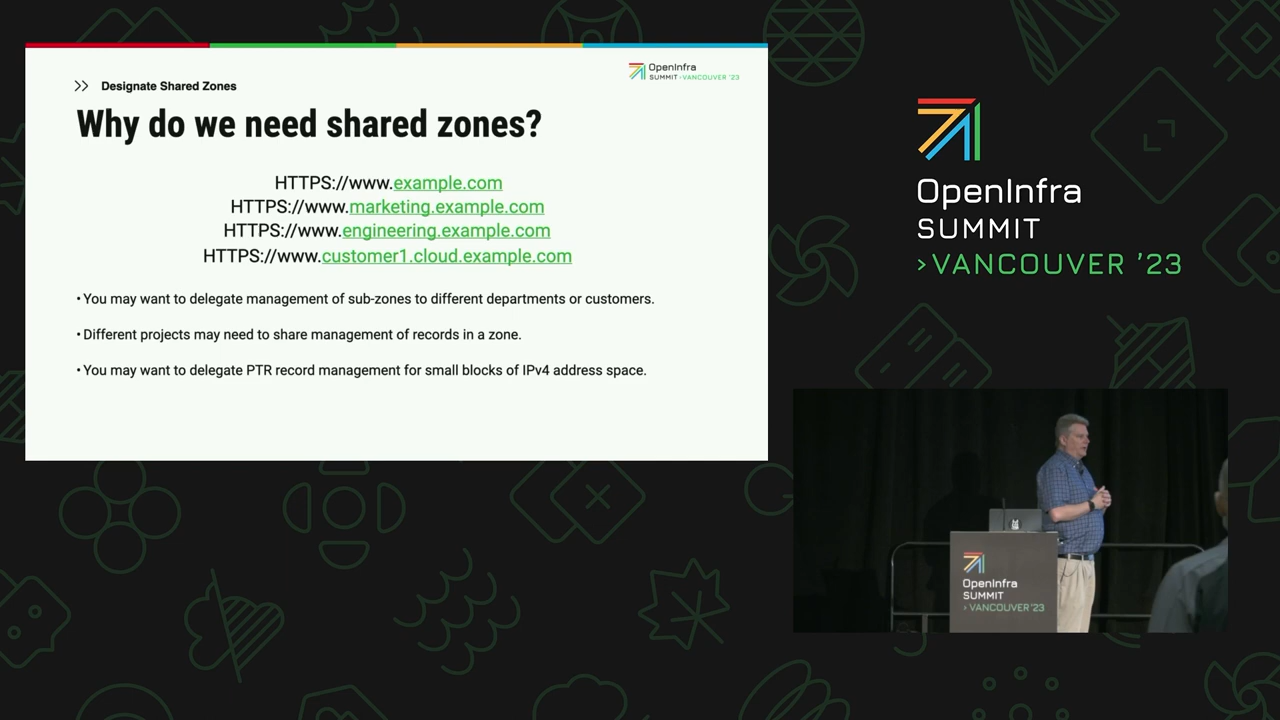 OpenInfra
SUMMIT ›VANCOUVER '23
Designate Shared Zones
Why do we need shared zones?
HTTPS://www.example.com
HTTPS://www.marketing.example.com
HTTPS://www.engineering.example.com
HTTPS://www.customer1.cloud.example.com
• You may want to delegate management of sub-zones to different departments or customers.
• Different projects may need to share management of records in a zone.
• You may want to delegate PTR record management for small blocks of IPv4 address space.
OpenInfra
SUMMIT
›VANCOUVER '23
OpenInfra
SUMMIT
› VANCOUVER '23